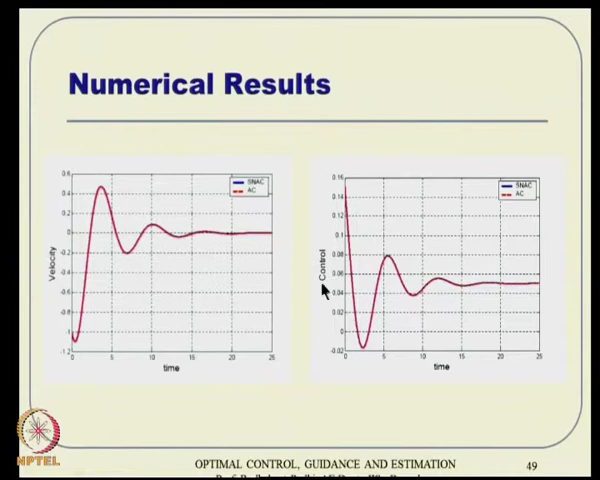 Numerical Results
0.6
0.4
0.2
0
-0.2
-0.4
-0.6
-0.8
-1
-1.2
0 5 10 15 20 25
Velocity
time
SNAC
AC
0.16
0.14
0.12
0.1
0.08
0.06
0.04
0.02
0
-0.02
0 5 10 15 20 25
Control
time
SNAC
AC
NPTEL
OPTIMAL CONTROL, GUIDANCE AND ESTIMATION
49